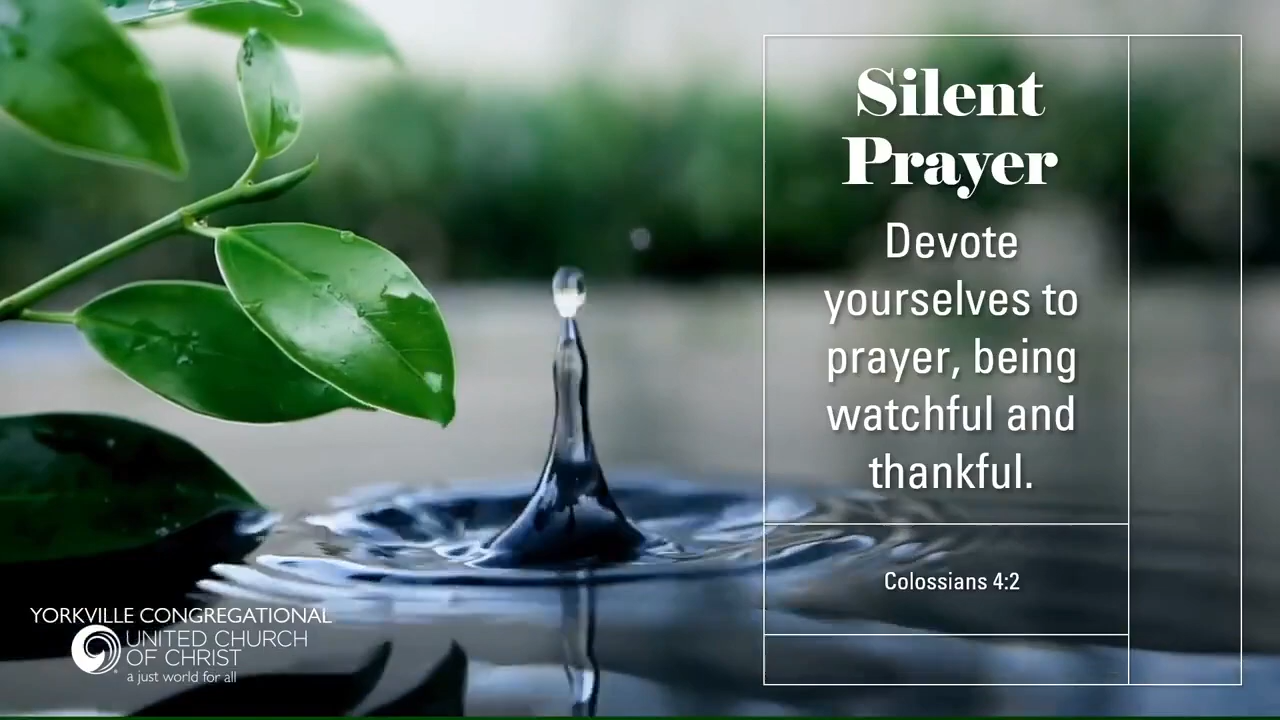 Silent
Prayer
Devote
yourselves to
prayer, being
watchful and
thankful.
Colossians 4:2
YORKVILLE CONGREGATIONAL
UNITED CHURCH
OF CHRIST
a just world for all